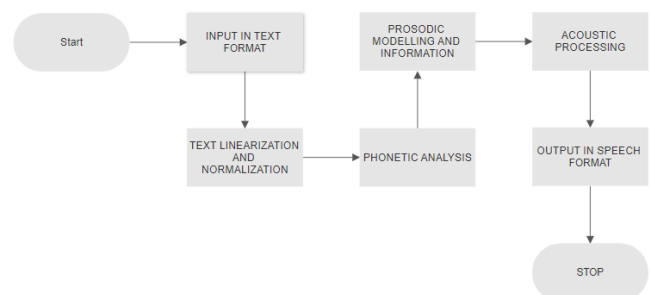 Start
INPUT IN TEXT
FORMAT
TEXT LINEARIZATION
AND
NORMALIZATION
PHONETIC ANALYSIS
PROSODIC
MODELLING AND
INFORMATION
ACOUSTIC
PROCESSING
OUTPUT IN SPEECH
FORMAT
STOP